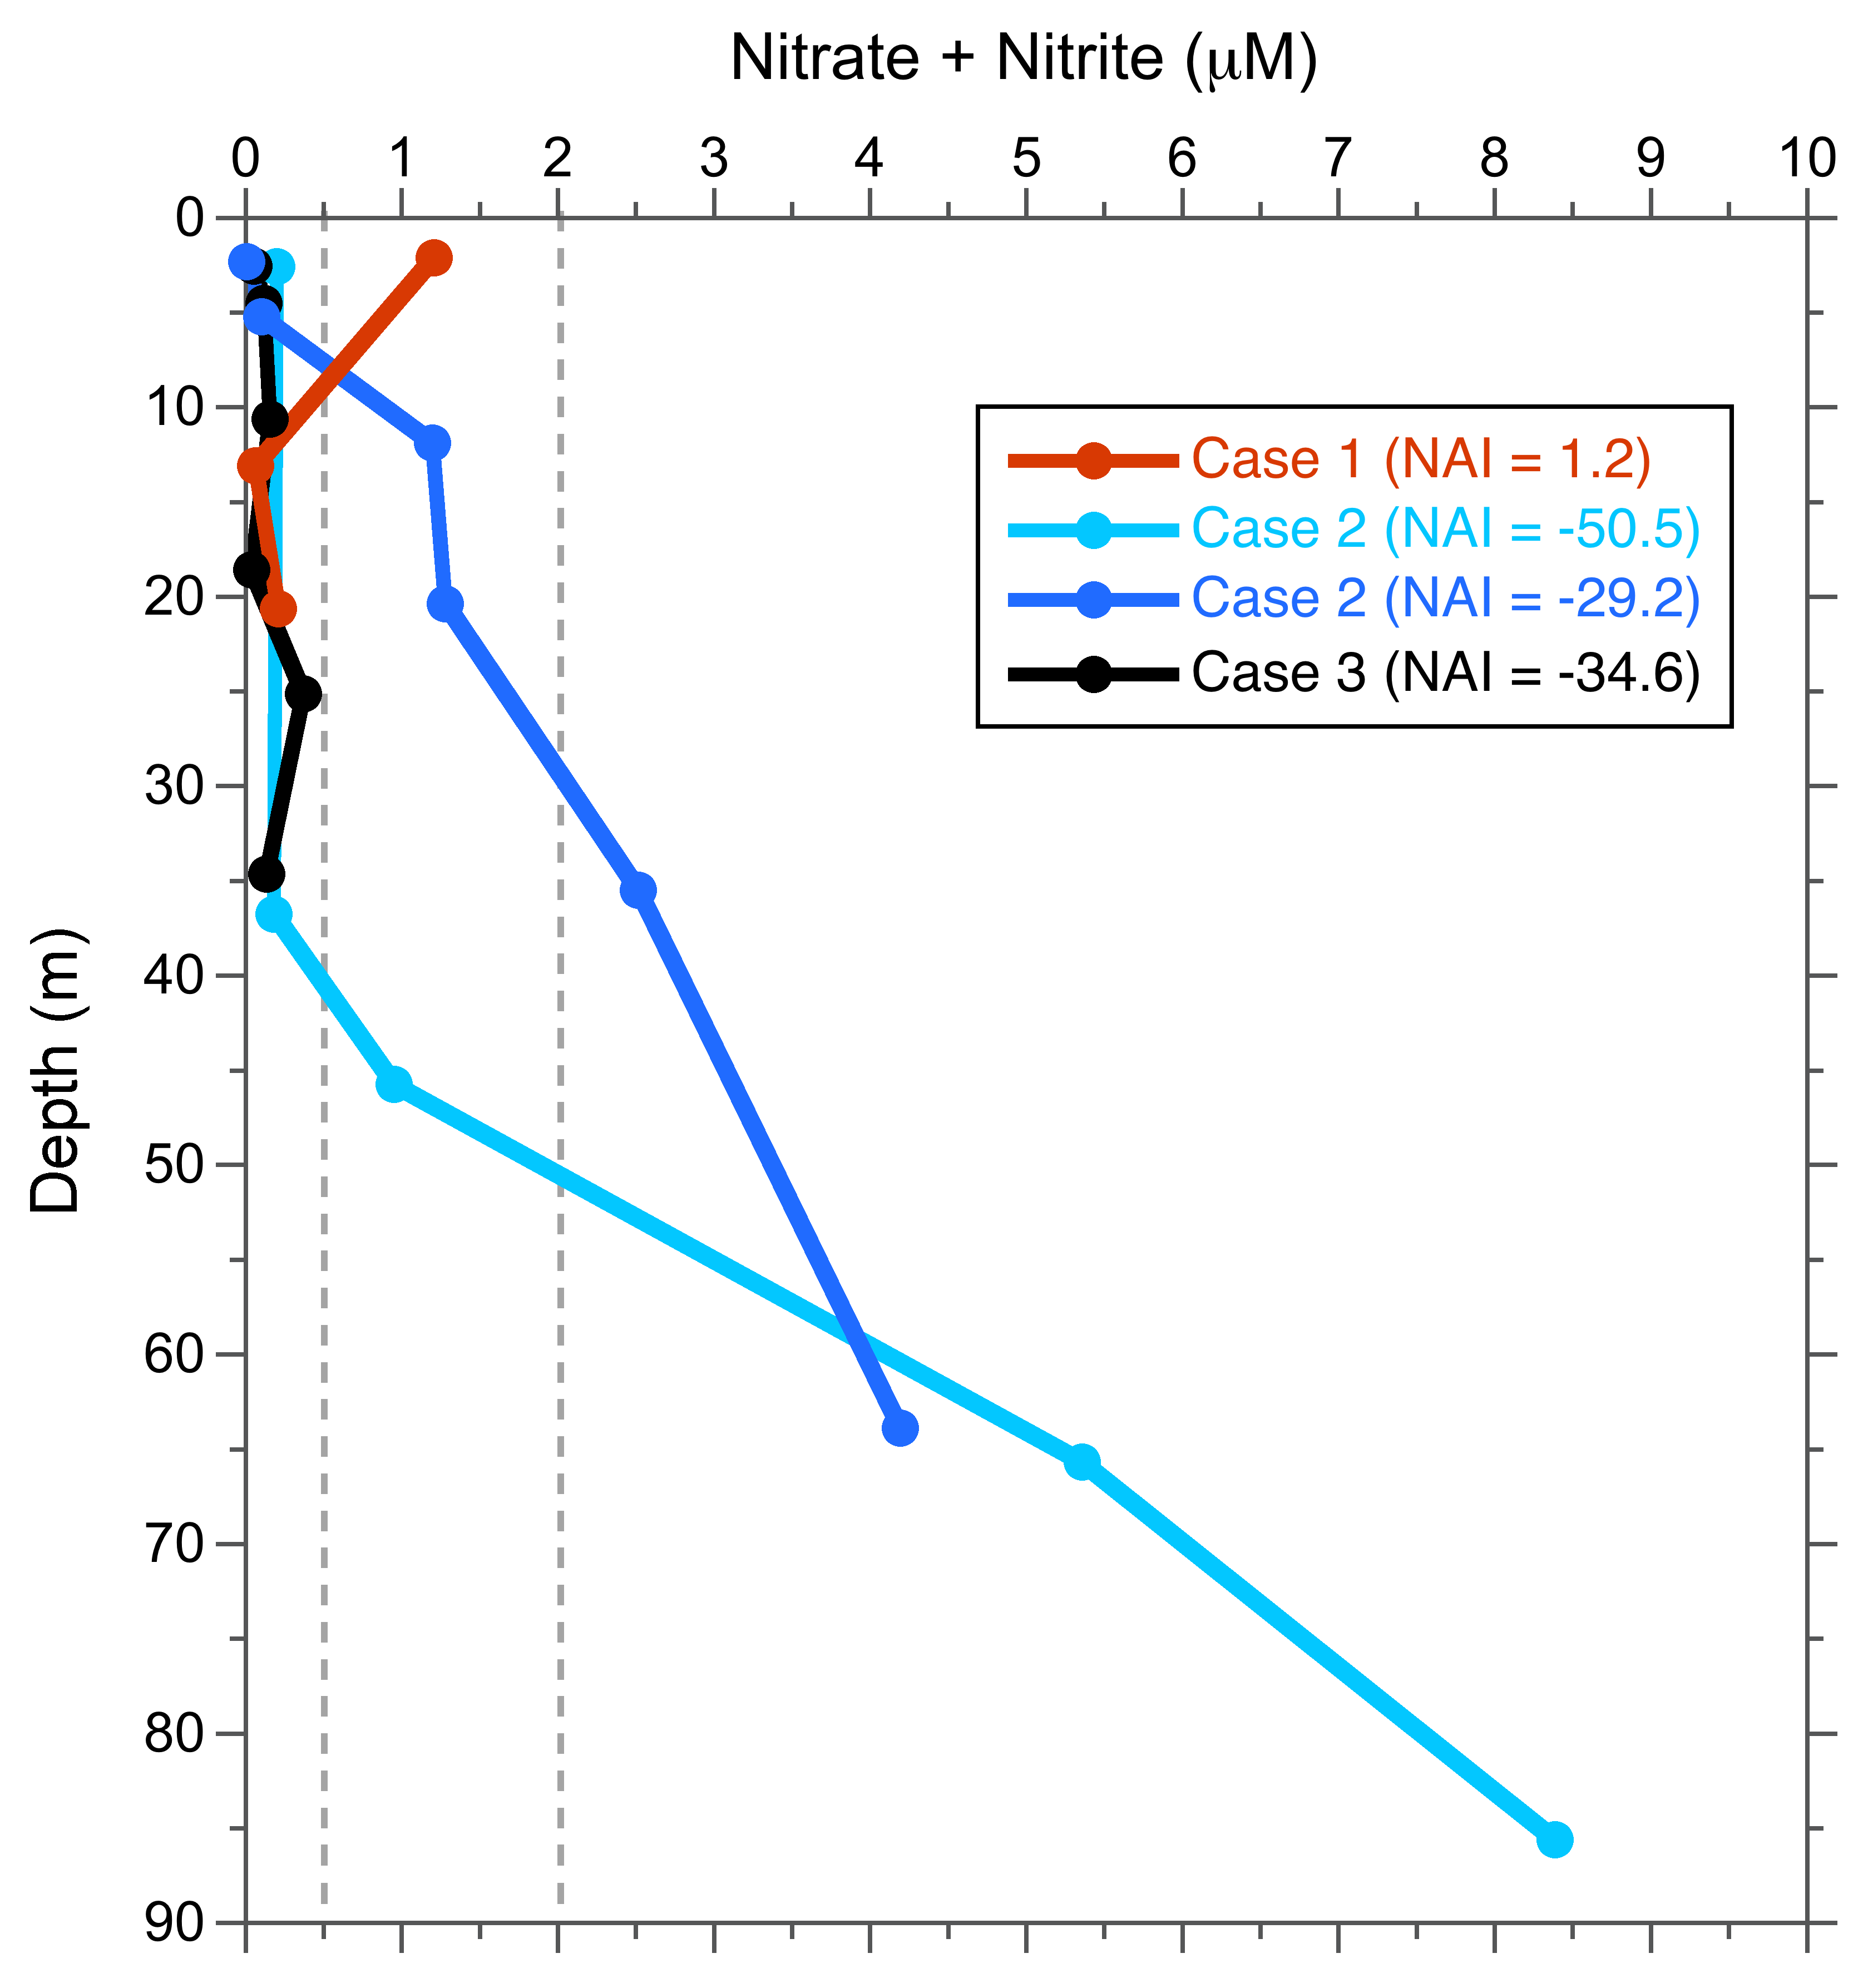 Nitrate + Nitrite (μM)
0 1 2 3 4 5 6 7 8 9 10
0
10
20
30
40
50
60
70
80
90
Depth (m)
Case 1 (NAI = 1.2)
Case 2 (NAI = -50.5)
Case 2 (NAI = -29.2)
Case 3 (NAI = -34.6)